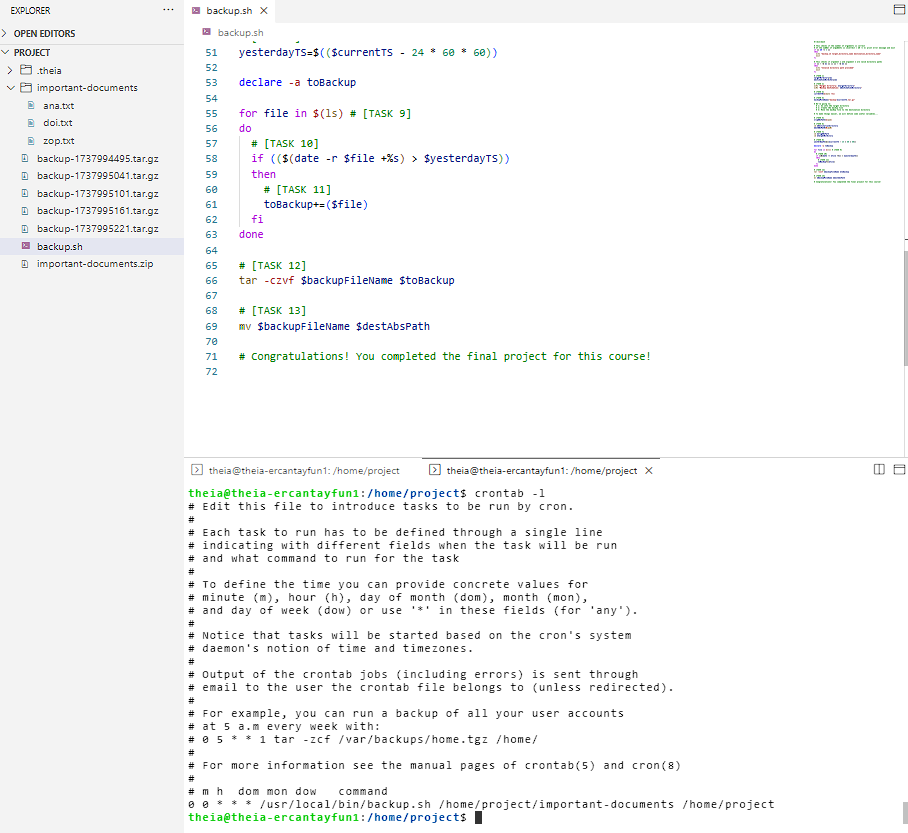 EXPLORER
OPEN EDITORS
PROJECT
.theia
important-documents
ana.txt
doi.txt
zop.txt
backup-1737994495.tar.gz
backup-1737995041.tar.gz
backup-1737995101.tar.gz
backup-1737995161.tar.gz
backup-1737995221.tar.gz
backup.sh
important-documents.zip
backup.sh
backup.sh
51 yesterdayTS=$(($currentTS - 24 * 60 * 60))
52
53 declare -a toBackup
54
55 for file in $(ls) # [TASK 9]
56 do
57   # [TASK 10]
58   if (($(date -r $file +%s) > $yesterdayTS))
59   then
60     # [TASK 11]
61     toBackup+=($file)
62   fi
63 done
64
65 # [TASK 12]
66 tar -czvf $backupFileName $toBackup
67
68 # [TASK 13]
69 mv $backupFileName $destAbsPath
70
71 # Congratulations! You completed the final project for this course!
72
theia@theia-ercantayfun1: /home/project
theia@theia-ercantayfun1: /home/project
theia@theia-ercantayfun1:/home/project$ crontab -l
# Edit this file to introduce tasks to be run by cron.
#
# Each task to run has to be defined through a single line
# indicating with different fields when the task will be run
# and what command to run for the task
#
# To define the time you can provide concrete values for
# minute (m), hour (h), day of month (dom), month (mon),
# and day of week (dow) or use '*' in these fields (for 'any').
#
# Notice that tasks will be started based on the cron's system
# daemon's notion of time and timezones.
#
# Output of the crontab jobs (including errors) is sent through
# email to the user the crontab file belongs to (unless redirected).
#
# For example, you can run a backup of all your user accounts
# at 5 a.m every week with:
# 0 5 * * 1 tar -zcf /var/backups/home.tgz /home/
#
# For more information see the manual pages of crontab(5) and cron(8)
#
# m h  dom mon dow   command
0 0 * * * /usr/local/bin/backup.sh /home/project/important-documents /home/project
theia@theia-ercantayfun1:/home/project$